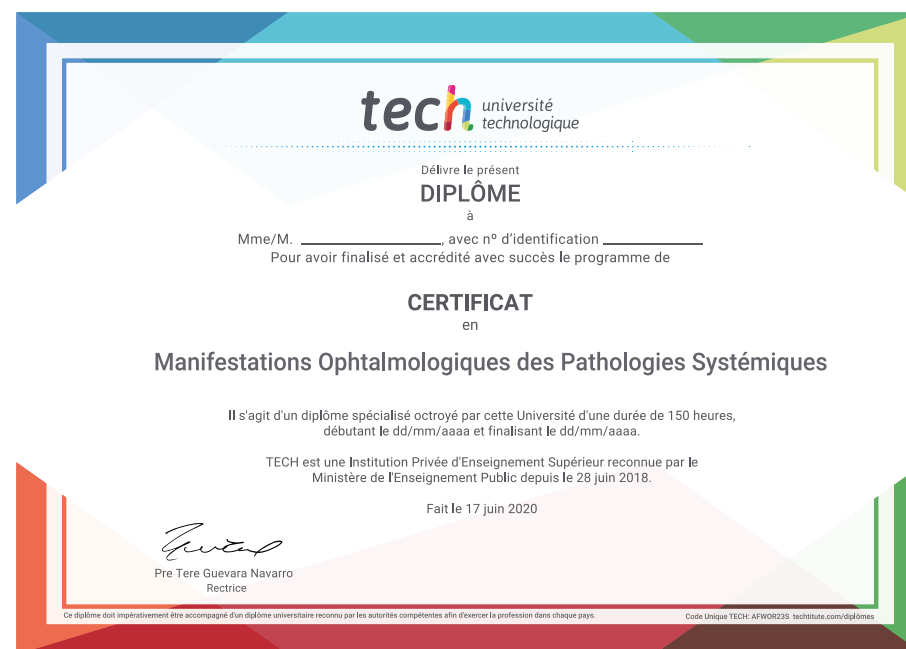 tech université
technologique
Délivre le présent
DIPLÔME
à
Mme/M. ____________________, avec nº d'identification ______________
Pour avoir finalisé et accrédité avec succès le programme de
CERTIFICAT
en
Manifestations Ophtalmologiques des Pathologies Systémiques
Il s'agit d'un diplôme spécialisé octroyé par cette Université d'une durée de 150 heures,
débutant le dd/mm/aaaa et finalisant le dd/mm/aaaa.
TECH est une Institution Privée d'Enseignement Supérieur reconnue par le
Ministère de l'Enseignement Public depuis le 28 juin 2018.
Fait le 17 juin 2020
Pre Tere Guevara Navarro
Rectrice
Ce diplôme doit impérativement être accompagné d'un diplôme universitaire reconnu par les autorités compétentes afin d'exercer la profession dans chaque pays.
Code Unique TECH: AFWOR23S techtitute.com/diplômes